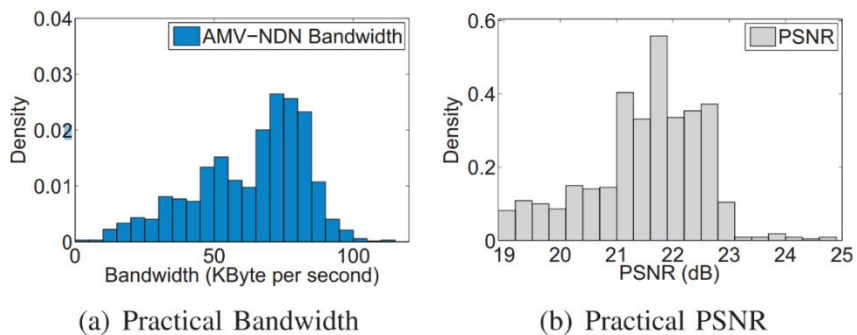 0.04
AMV-NDN Bandwidth
0.03
0.02
0.01
0
Density
0
50
100
Bandwidth (KByte per second)
(a) Practical Bandwidth
0.6
PSNR
0.4
0.2
0
Density
19
20
21
22
23
24
25
PSNR (dB)
(b) Practical PSNR